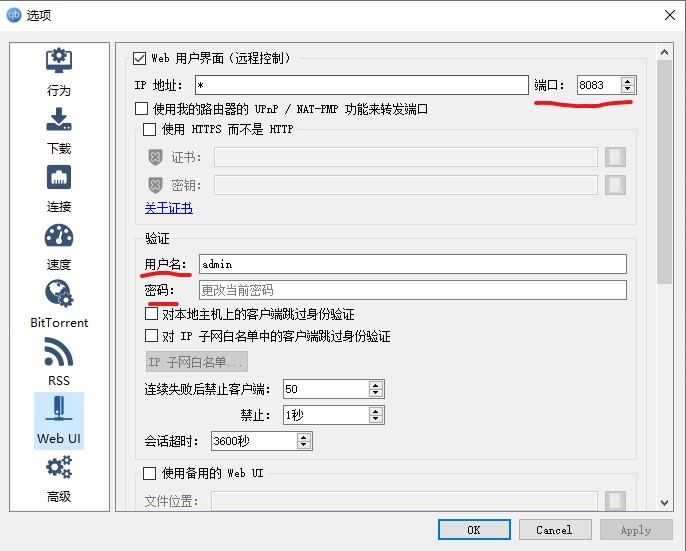 qb 选项
行为
下载
连接
速度
BitTorrent
RSS
Web UI
高级
Web 用户界面（远程控制）
IP 地址： * 端口： 8083
使用我的路由器的 UPnP / NAT-PMP 功能来转发端口
使用 HTTPS 而不是 HTTP
证书：
密钥：
关于证书
验证
用户名： admin
密码： 更改当前密码
对本地主机上的客户端跳过身份验证
对 IP 子网白名单中的客户端跳过身份验证
IP 子网白名单...
连续失败后禁止客户端： 50
禁止： 1秒
会话超时： 3600秒
使用备用的 Web UI
文件位置：
OK Cancel Apply